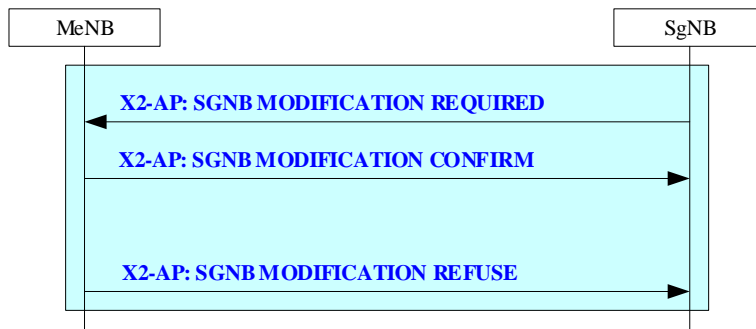 MeNB
SgNB
X2-AP: SGNB MODIFICATION REQUIRED
X2-AP: SGNB MODIFICATION CONFIRM
X2-AP: SGNB MODIFICATION REFUSE